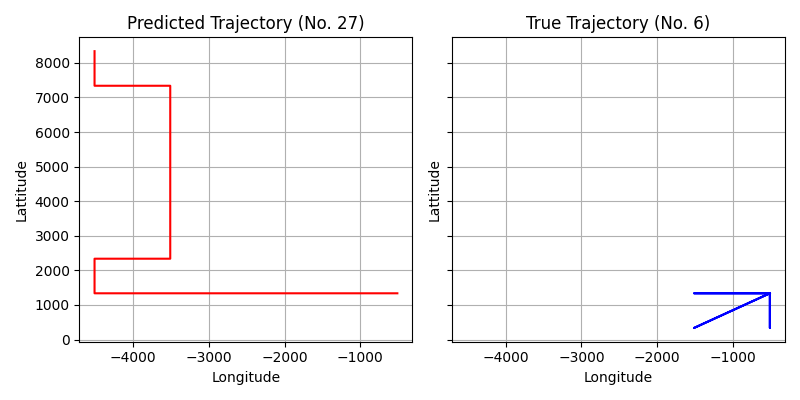 Predicted Trajectory (No. 27)
True Trajectory (No. 6)
8000
7000
6000
5000
4000
3000
2000
1000
0
Lattitude
Lattitude
−4000 −3000 −2000 −1000
−4000 −3000 −2000 −1000
Longitude
Longitude